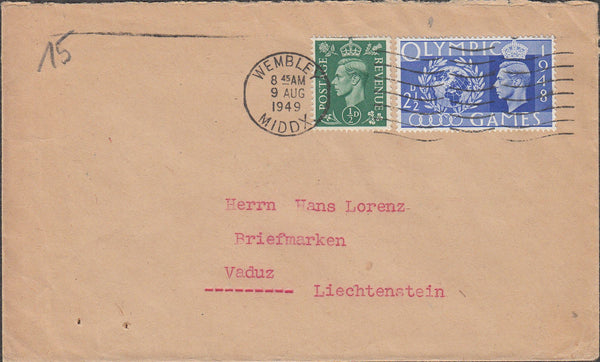 15
WEMBLEY
8 45 AM
9 AUG
1949
MIDDX
POSTAGE
REVENUE
½D
OLYMPIC
1948
2½D
GAMES
Herrn Hans Lorenz
Briefmarken
Vaduz
Liechtenstein